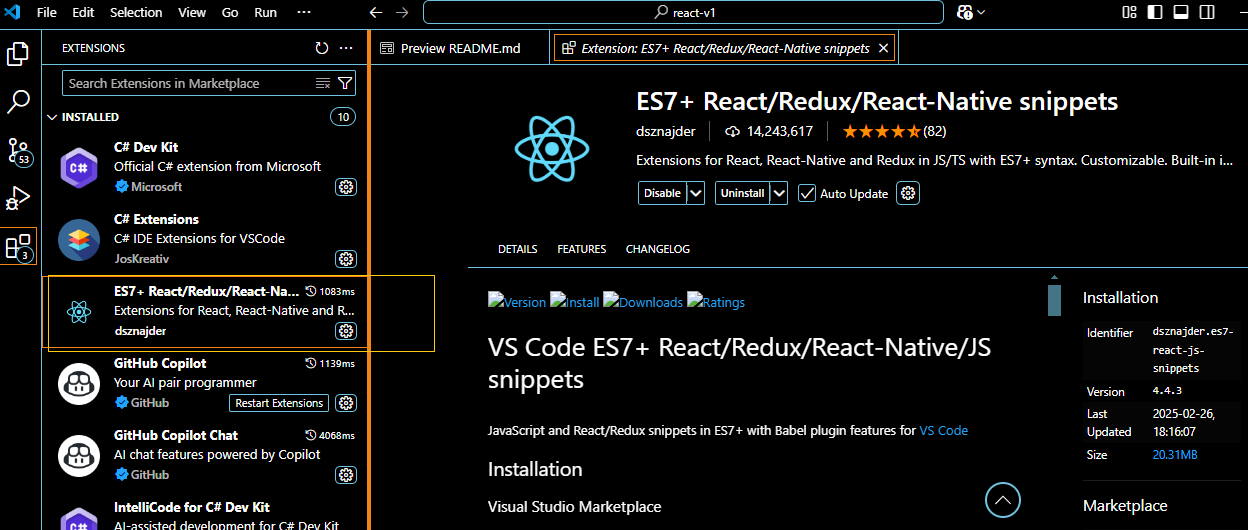 File Edit Selection View Go Run ···
react-v1
EXTENSIONS
Search Extensions in Marketplace
INSTALLED 10
C# Dev Kit
Official C# extension from Microsoft
Microsoft
C# Extensions
C# IDE Extensions for VSCode
JosKreativ
ES7+ React/Redux/React-Na... 1083ms
Extensions for React, React-Native and R...
dsznajder
GitHub Copilot 1139ms
Your AI pair programmer
GitHub Restart Extensions
GitHub Copilot Chat 4068ms
AI chat features powered by Copilot
GitHub
IntelliCode for C# Dev Kit
AI-assisted development for C# Dev Kit
53
3
C#
C#
Preview README.md
Extension: ES7+ React/Redux/React-Native snippets
ES7+ React/Redux/React-Native snippets
dsznajder 14,243,617 (82)
Extensions for React, React-Native and Redux in JS/TS with ES7+ syntax. Customizable. Built-in i...
Disable Uninstall Auto Update
DETAILS FEATURES CHANGELOG
Version Install Downloads Ratings
VS Code ES7+ React/Redux/React-Native/JS
snippets
JavaScript and React/Redux snippets in ES7+ with Babel plugin features for VS Code
Installation
Visual Studio Marketplace
Installation
Identifier dsznajder.es7-
react-js-
snippets
Version 4.4.3
Last 2025-02-26,
Updated 18:16:07
Size 20.31MB
Marketplace